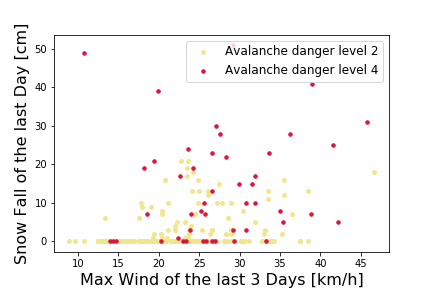 Snow Fall of the last Day [cm]
50
40
30
20
10
0
Avalanche danger level 2
Avalanche danger level 4
10 15 20 25 30 35 40 45
Max Wind of the last 3 Days [km/h]